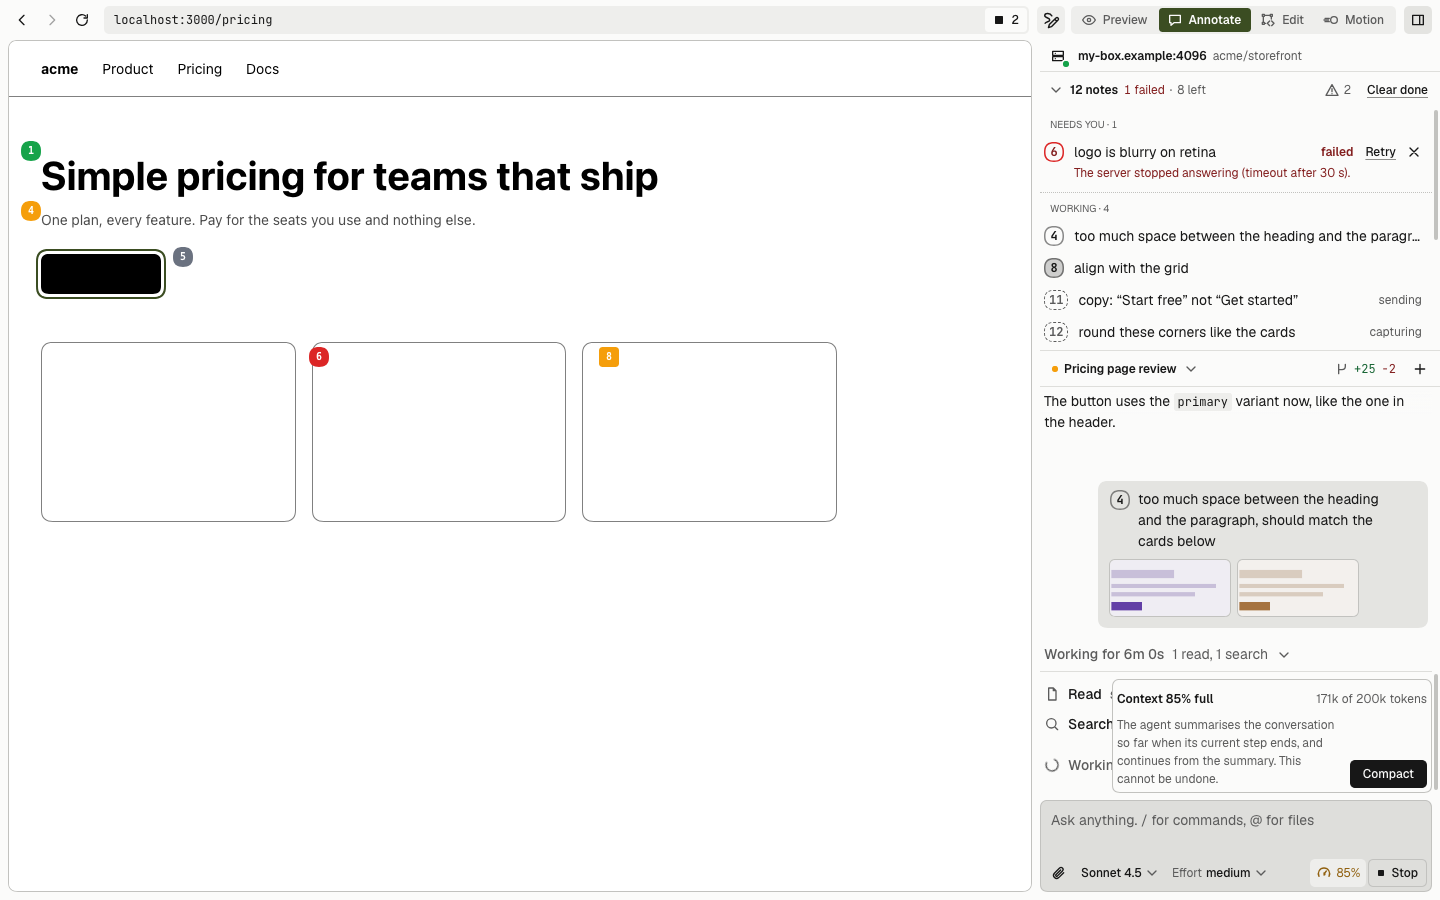 localhost:3000/pricing
2
Preview
Annotate
Edit
Motion
acme Product Pricing Docs
1
Simple pricing for teams that ship
4
One plan, every feature. Pay for the seats you use and nothing else.
5
6
8
my-box.example:4096 acme/storefront
12 notes 1 failed · 8 left
2
Clear done
NEEDS YOU · 1
6 logo is blurry on retina failed Retry
The server stopped answering (timeout after 30 s).
WORKING · 4
4 too much space between the heading and the paragr…
8 align with the grid
11 copy: “Start free” not “Get started” sending
12 round these corners like the cards capturing
Pricing page review +25 -2
The button uses the primary variant now, like the one in
the header.
4 too much space between the heading
and the paragraph, should match the
cards below
Working for 6m 0s 1 read, 1 search
Read
Search
Workin
Context 85% full 171k of 200k tokens
The agent summarises the conversation
so far when its current step ends, and
continues from the summary. This
cannot be undone.
Compact
Ask anything. / for commands, @ for files
Sonnet 4.5 Effort medium 85% Stop